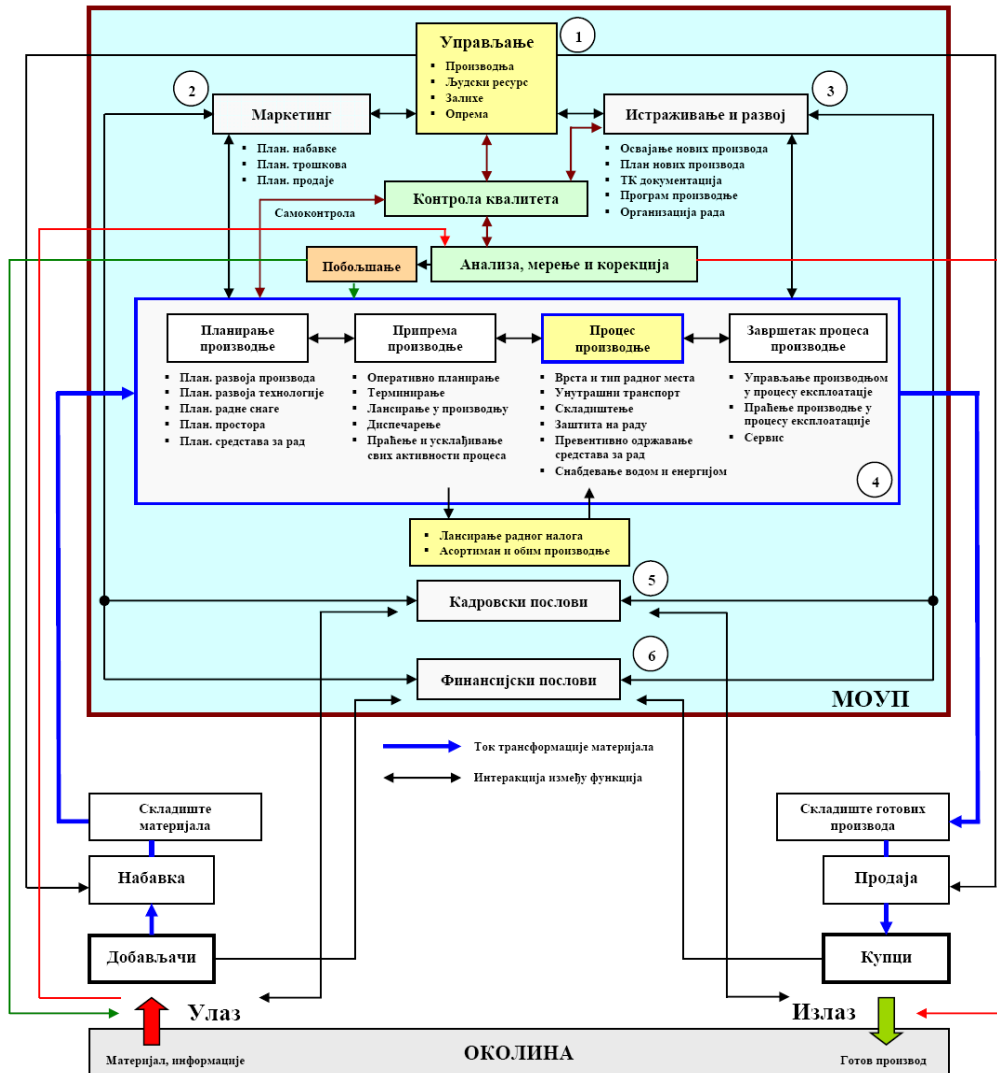 1
Управљање
Производња
Људски ресурс
Залихе
Опрема
2
Маркетинг
План. набавке
План. трошкова
План. продаје
3
Истраживање и развој
Освајање нових производа
План нових производа
ТК документација
Програм производње
Организација рада
Контрола квалитета
Самоконтрола
Побољшање
Анализа, мерење и корекција
Планирање
производње
План. развоја производа
План. развоја технологије
План. радне снаге
План. простора
План. средстава за рад
Припрема
производње
Оперативно планирање
Терминирање
Лансирање у производњу
Диспечарење
Праћење и усклађивање
свих активности процеса
Процес
производње
Врста и тип радног места
Унутрашни транспорт
Складиштење
Заштита на раду
Превентивно одржавање
средстава за рад
Снабдевање водом и енергијом
Завршетак процеса
производње
Управљање производњом
у процесу експлоатацје
Праћење производње у
процесу експлоатације
Сервис
4
Лансирање радног налога
Асортиман и обим производње
5
Кадровски послови
6
Финансијски послови
МОУП
Ток трансформације материјала
Интеракција између функција
Складиште
материјала
Складиште готових
производа
Набавка
Продаја
Добављачи
Купци
Улаз
Излаз
ОКОЛИНА
Материјал, информације
Готов производ